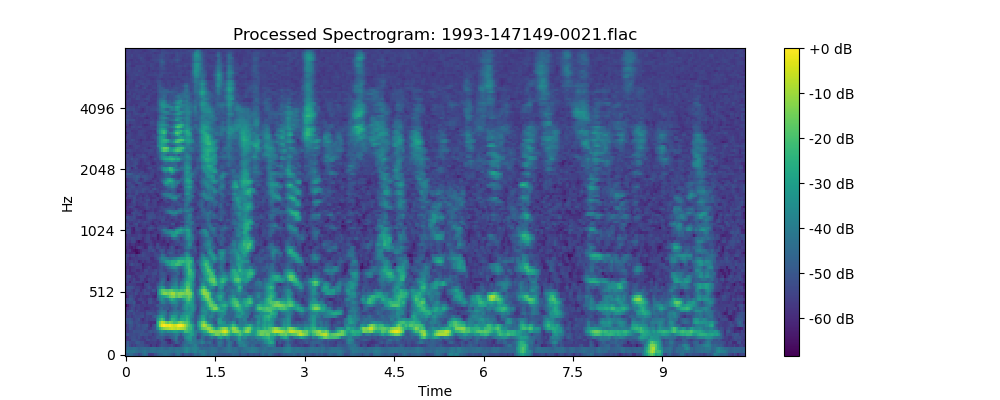 Processed Spectrogram: 1993-147149-0021.flac
Hz
4096
2048
1024
512
0
0 1.5 3 4.5 6 7.5 9
Time
+0 dB
-10 dB
-20 dB
-30 dB
-40 dB
-50 dB
-60 dB